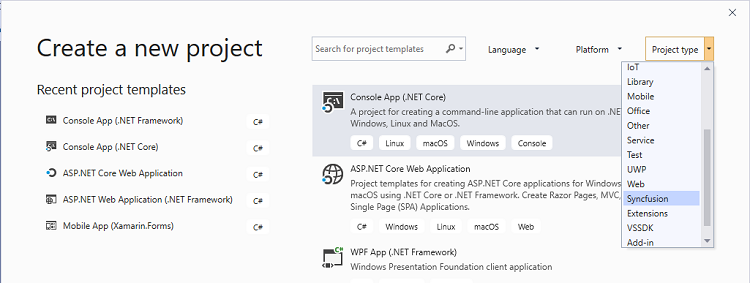 Create a new project
Search for project templates
Language
Platform
Project type
Recent project templates
Console App (.NET Framework)
C#
Console App (.NET Core)
C#
ASP.NET Core Web Application
C#
ASP.NET Web Application (.NET Framework)
C#
Mobile App (Xamarin.Forms)
C#
Console App (.NET Core)
A project for creating a command-line application that can run on .NE
Windows, Linux and MacOS.
C# Linux macOS Windows Console
ASP.NET Core Web Application
Project templates for creating ASP.NET Core applications for Windows
macOS using .NET Core or .NET Framework. Create Razor Pages, MVC,
Single Page (SPA) Applications.
C# Windows Linux macOS Web
WPF App (.NET Framework)
Windows Presentation Foundation client application
IoT
Library
Mobile
Office
Other
Service
Test
UWP
Web
Syncfusion
Extensions
VSSDK
Add-in